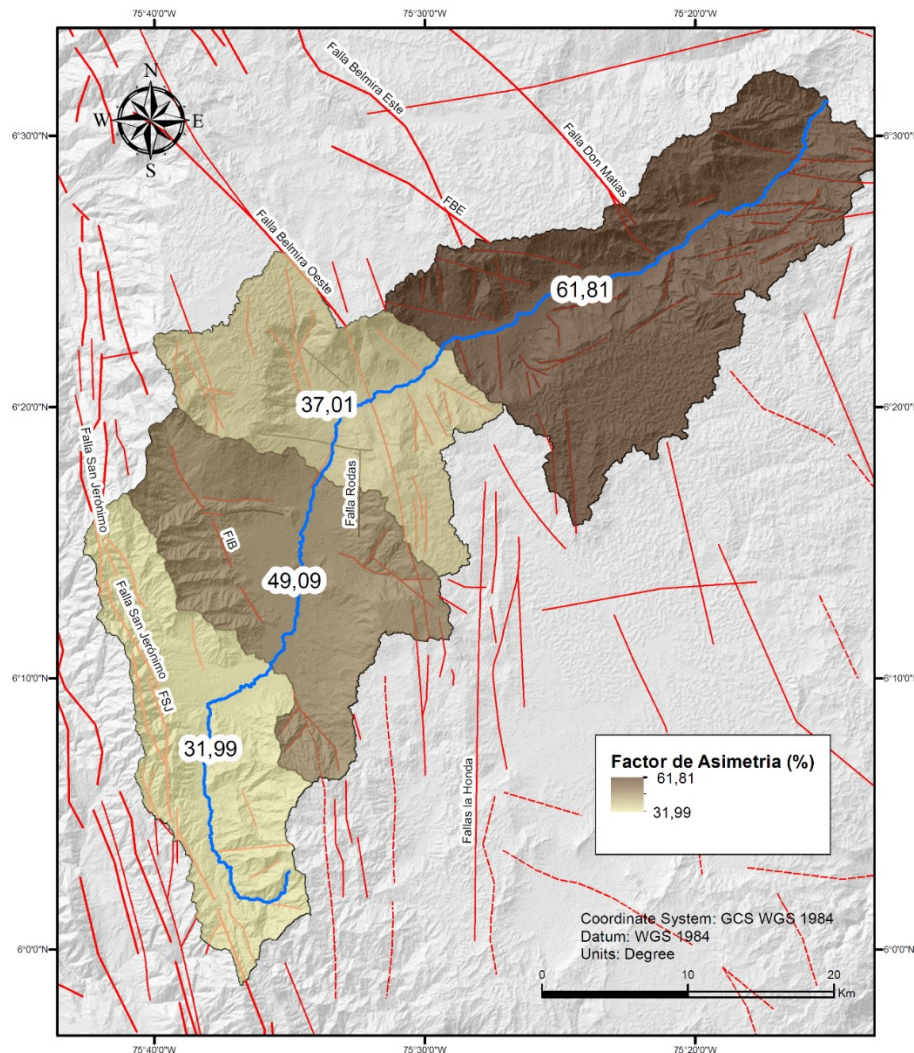 75°40'0"W
75°30'0"W
75°20'0"W
N
W
E
S
Falla Belmira Este
Falla Don Matias
6°30'0"N
6°30'0"N
FBE
Falla Belmira Oeste
61,81
37,01
6°20'0"N
6°20'0"N
Falla San Jerónimo
Falla Rodas
FIB
49,09
Falla San Jerónimo
FSJ
6°10'0"N
6°10'0"N
31,99
Fallas la Honda
Factor de Asimetria (%)
61,81
31,99
Coordinate System: GCS WGS 1984
Datum: WGS 1984
Units: Degree
6°0'0"N
6°0'0"N
0
10
20
Km
75°40'0"W
75°30'0"W
75°20'0"W